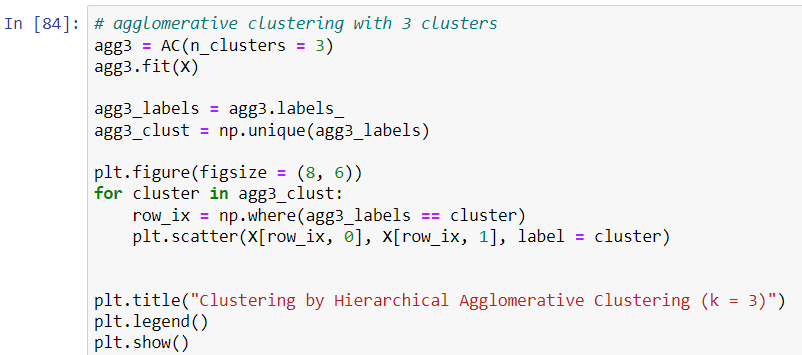 In [84]: # agglomerative clustering with 3 clusters
agg3 = AC(n_clusters = 3)
agg3.fit(X)
agg3_labels = agg3.labels_
agg3_clust = np.unique(agg3_labels)
plt.figure(figsize = (8, 6))
for cluster in agg3_clust:
    row_ix = np.where(agg3_labels == cluster)
    plt.scatter(X[row_ix, 0], X[row_ix, 1], label = cluster)
plt.title("Clustering by Hierarchical Agglomerative Clustering (k = 3)")
plt.legend()
plt.show()